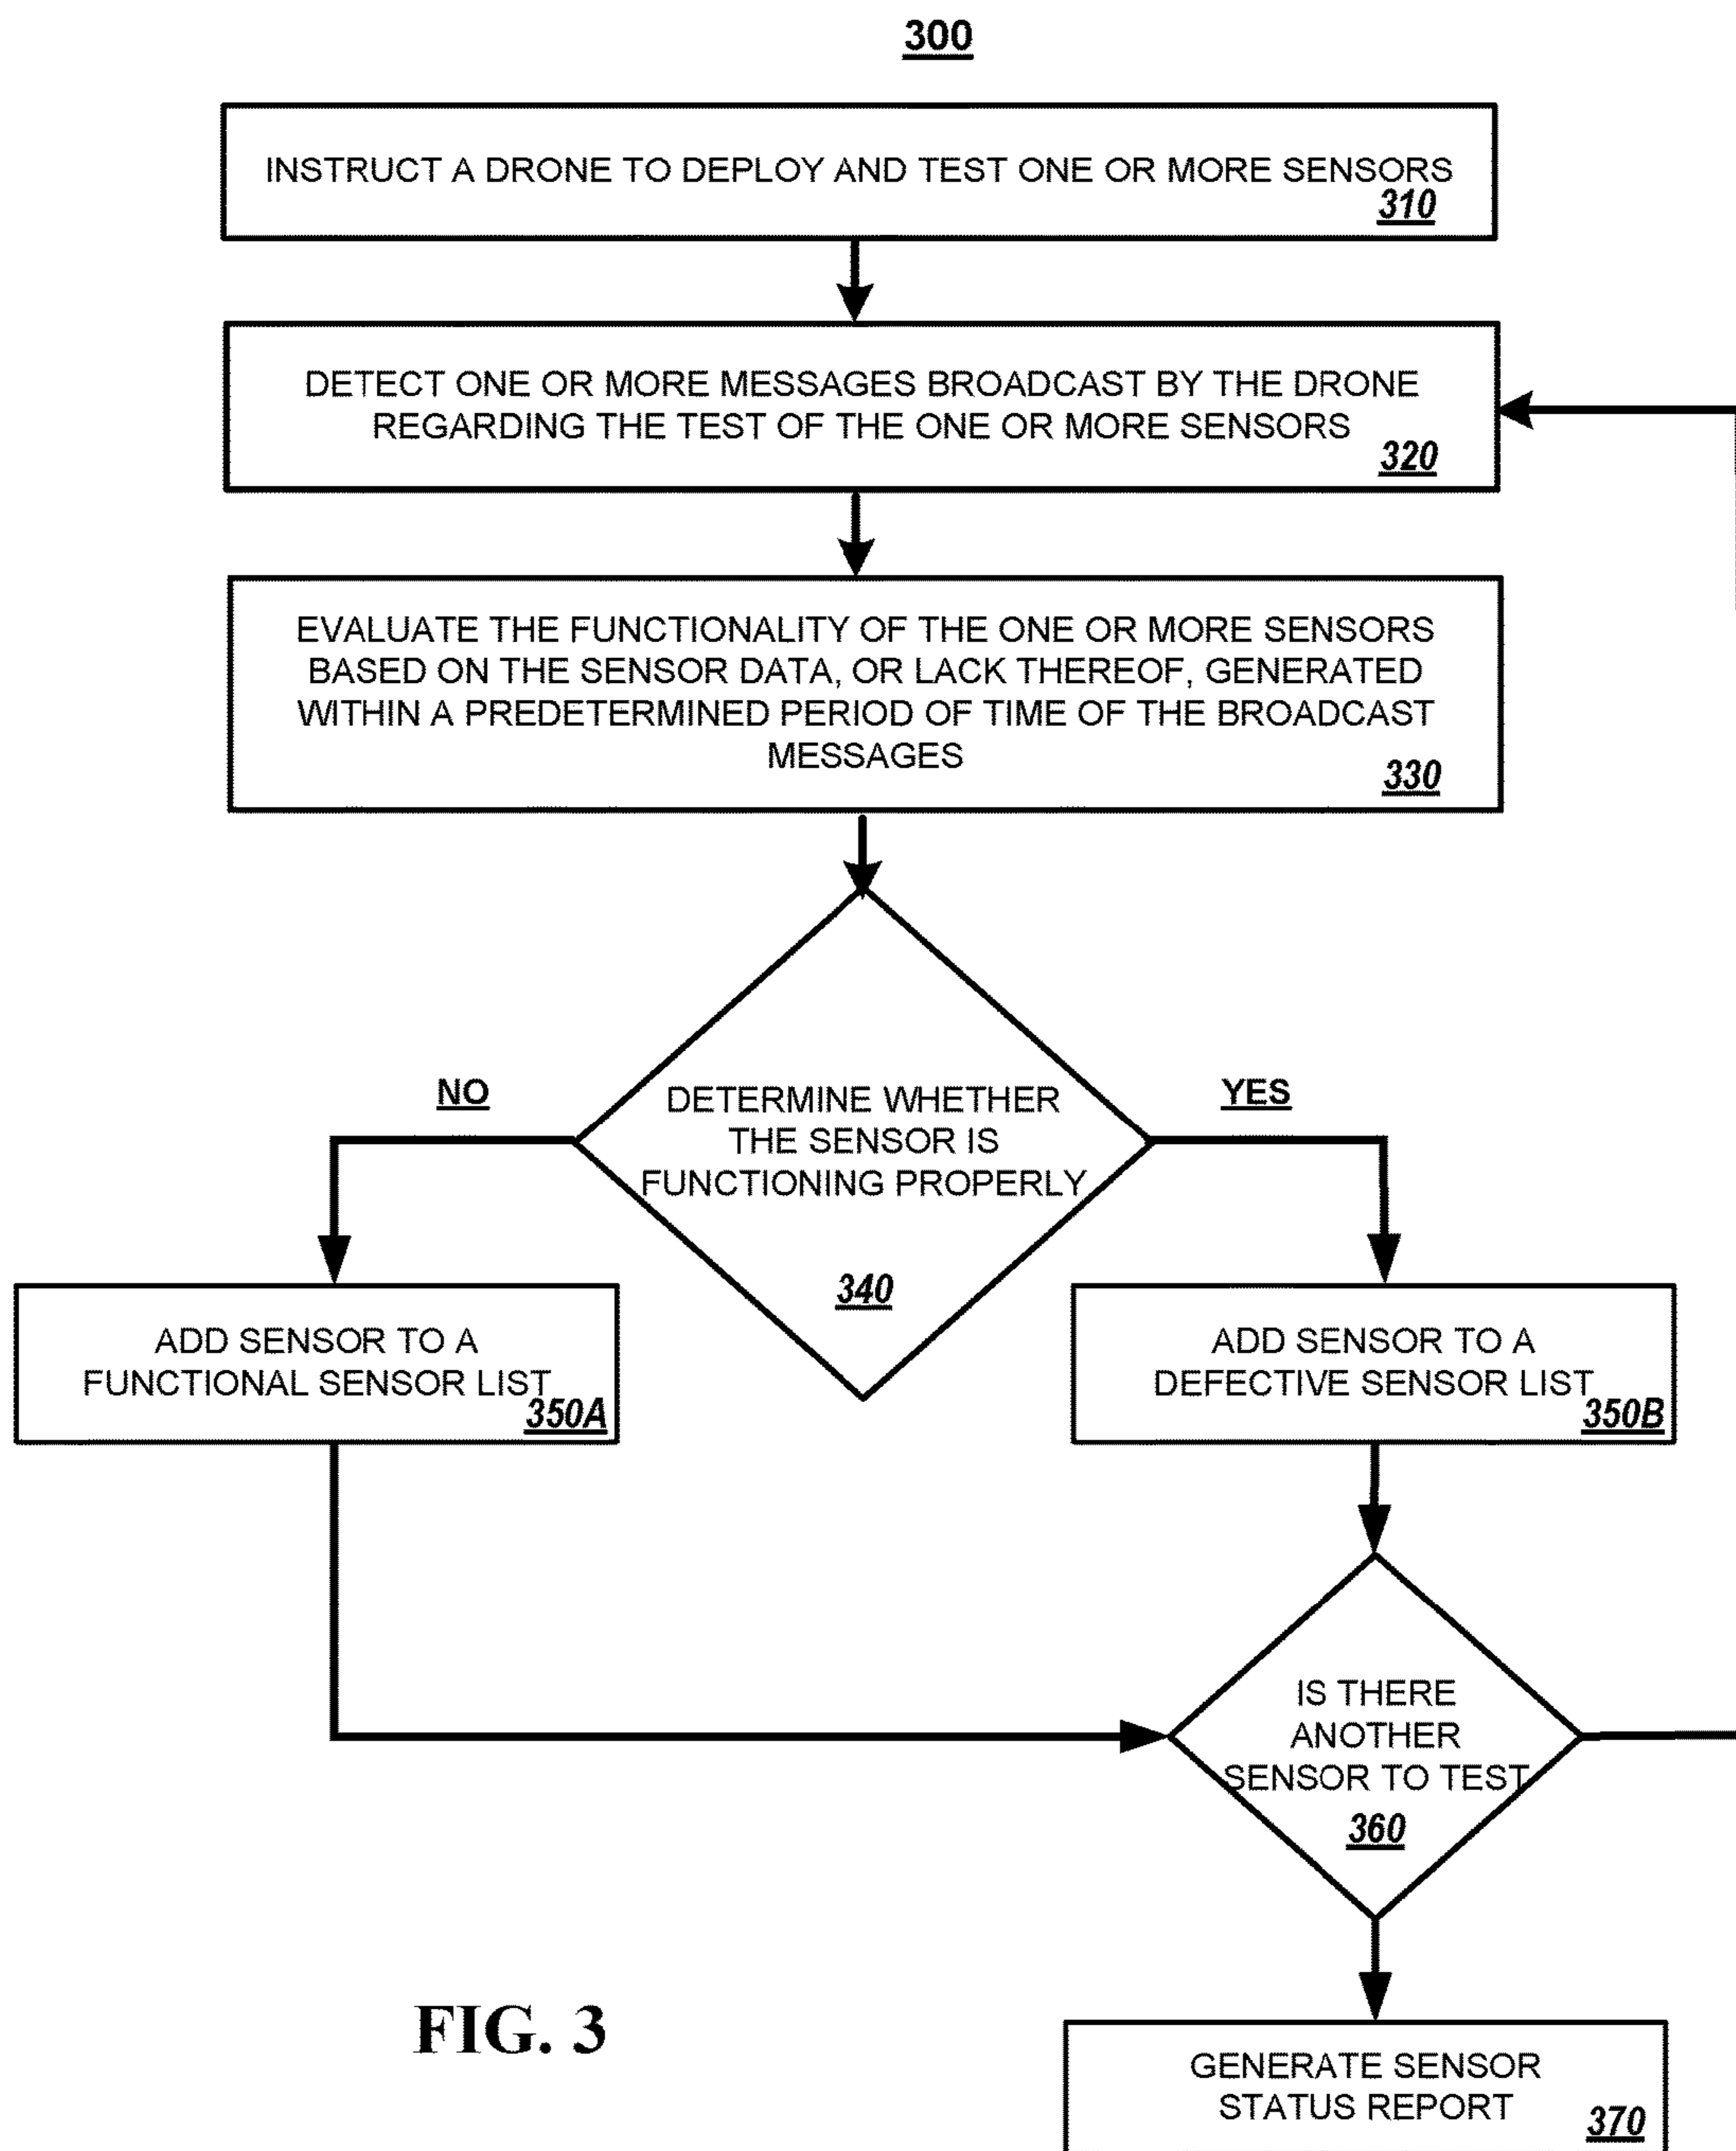 300
INSTRUCT A DRONE TO DEPLOY AND TEST ONE OR MORE SENSORS
310
DETECT ONE OR MORE MESSAGES BROADCAST BY THE DRONE
REGARDING THE TEST OF THE ONE OR MORE SENSORS
320
EVALUATE THE FUNCTIONALITY OF THE ONE OR MORE SENSORS
BASED ON THE SENSOR DATA, OR LACK THEREOF, GENERATED
WITHIN A PREDETERMINED PERIOD OF TIME OF THE BROADCAST
MESSAGES
330
NO
YES
DETERMINE WHETHER
THE SENSOR IS
FUNCTIONING PROPERLY
340
ADD SENSOR TO A
FUNCTIONAL SENSOR LIST
350A
ADD SENSOR TO A
DEFECTIVE SENSOR LIST
350B
IS THERE
ANOTHER
SENSOR TO TEST
360
FIG. 3
GENERATE SENSOR
STATUS REPORT
370